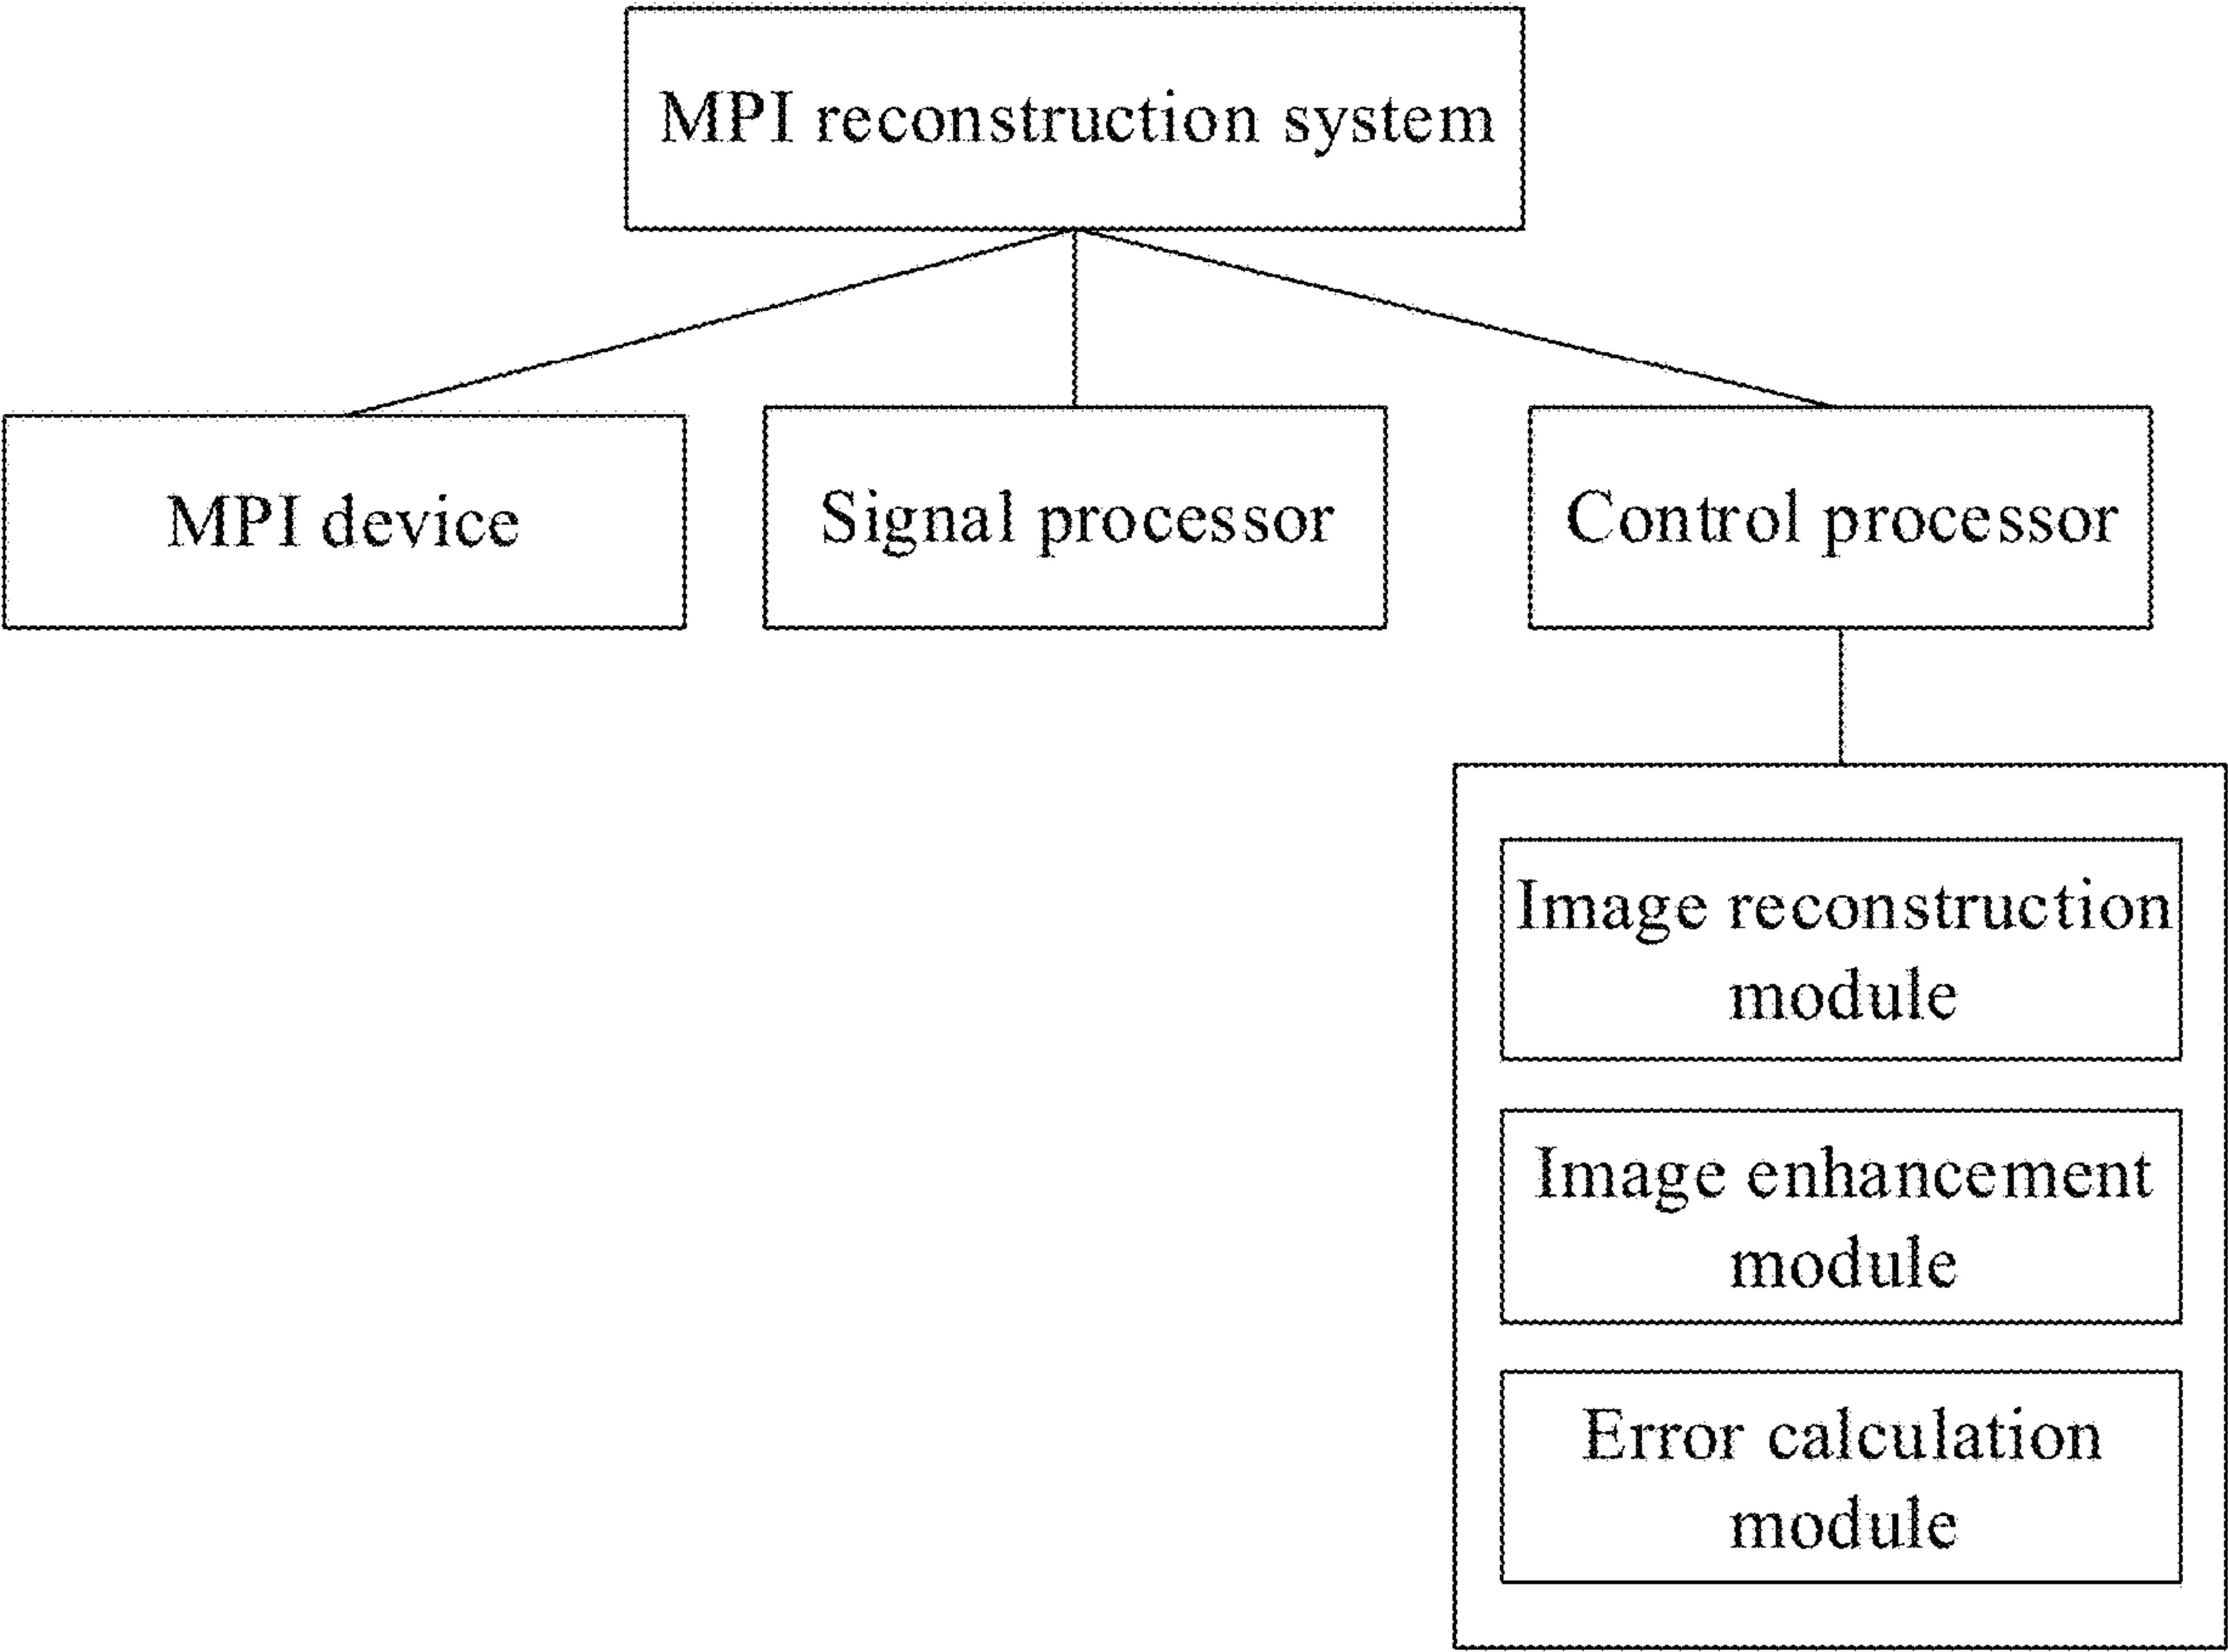 MPI reconstruction system
MPI device
Signal processor
Control processor
Image reconstruction
module
Image enhancement
module
Error calculation
module